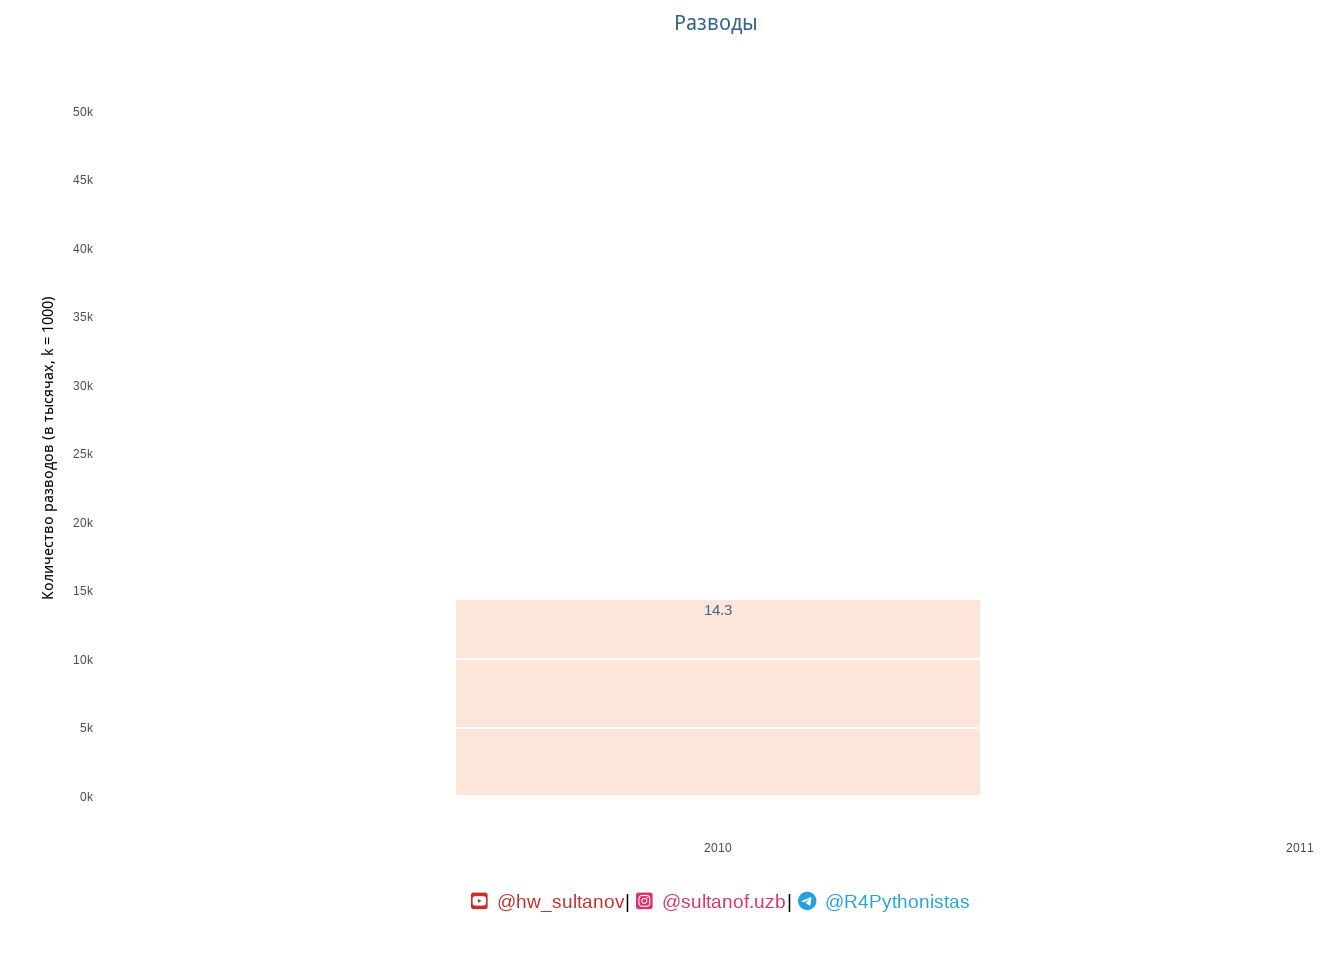 Разводы
Количество разводов (в тысячах, k = 1000)
50k
45k
40k
35k
30k
25k
20k
15k
10k
5k
0k
14.3
2010 2011
@hw_sultanov| @sultanof.uzb| @R4Pythonistas